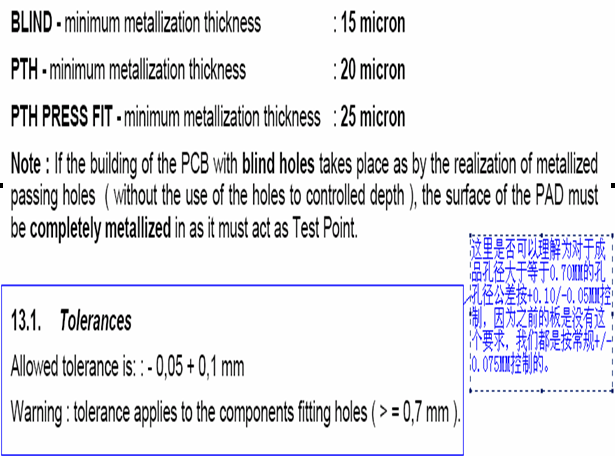 BLIND - minimum metallization thickness : 15 micron
PTH - minimum metallization thickness : 20 micron
PTH PRESS FIT - minimum metallization thickness : 25 micron
Note : If the building of the PCB with blind holes takes place as by the realization of metallized
passing holes ( without the use of the holes to controlled depth ), the surface of the PAD must
be completely metallized in as it must act as Test Point.
这里是否可以理解为对于成
品孔径大于等于0.70MM的孔
孔径公差按+0.10/-0.05MM控
制，因为之前的板是没有这
个要求，我们都是按常规+/-
0.075MM控制的。
13.1. Tolerances
Allowed tolerance is: : - 0,05 + 0,1 mm
Warning : tolerance applies to the components fitting holes ( > = 0,7 mm ).